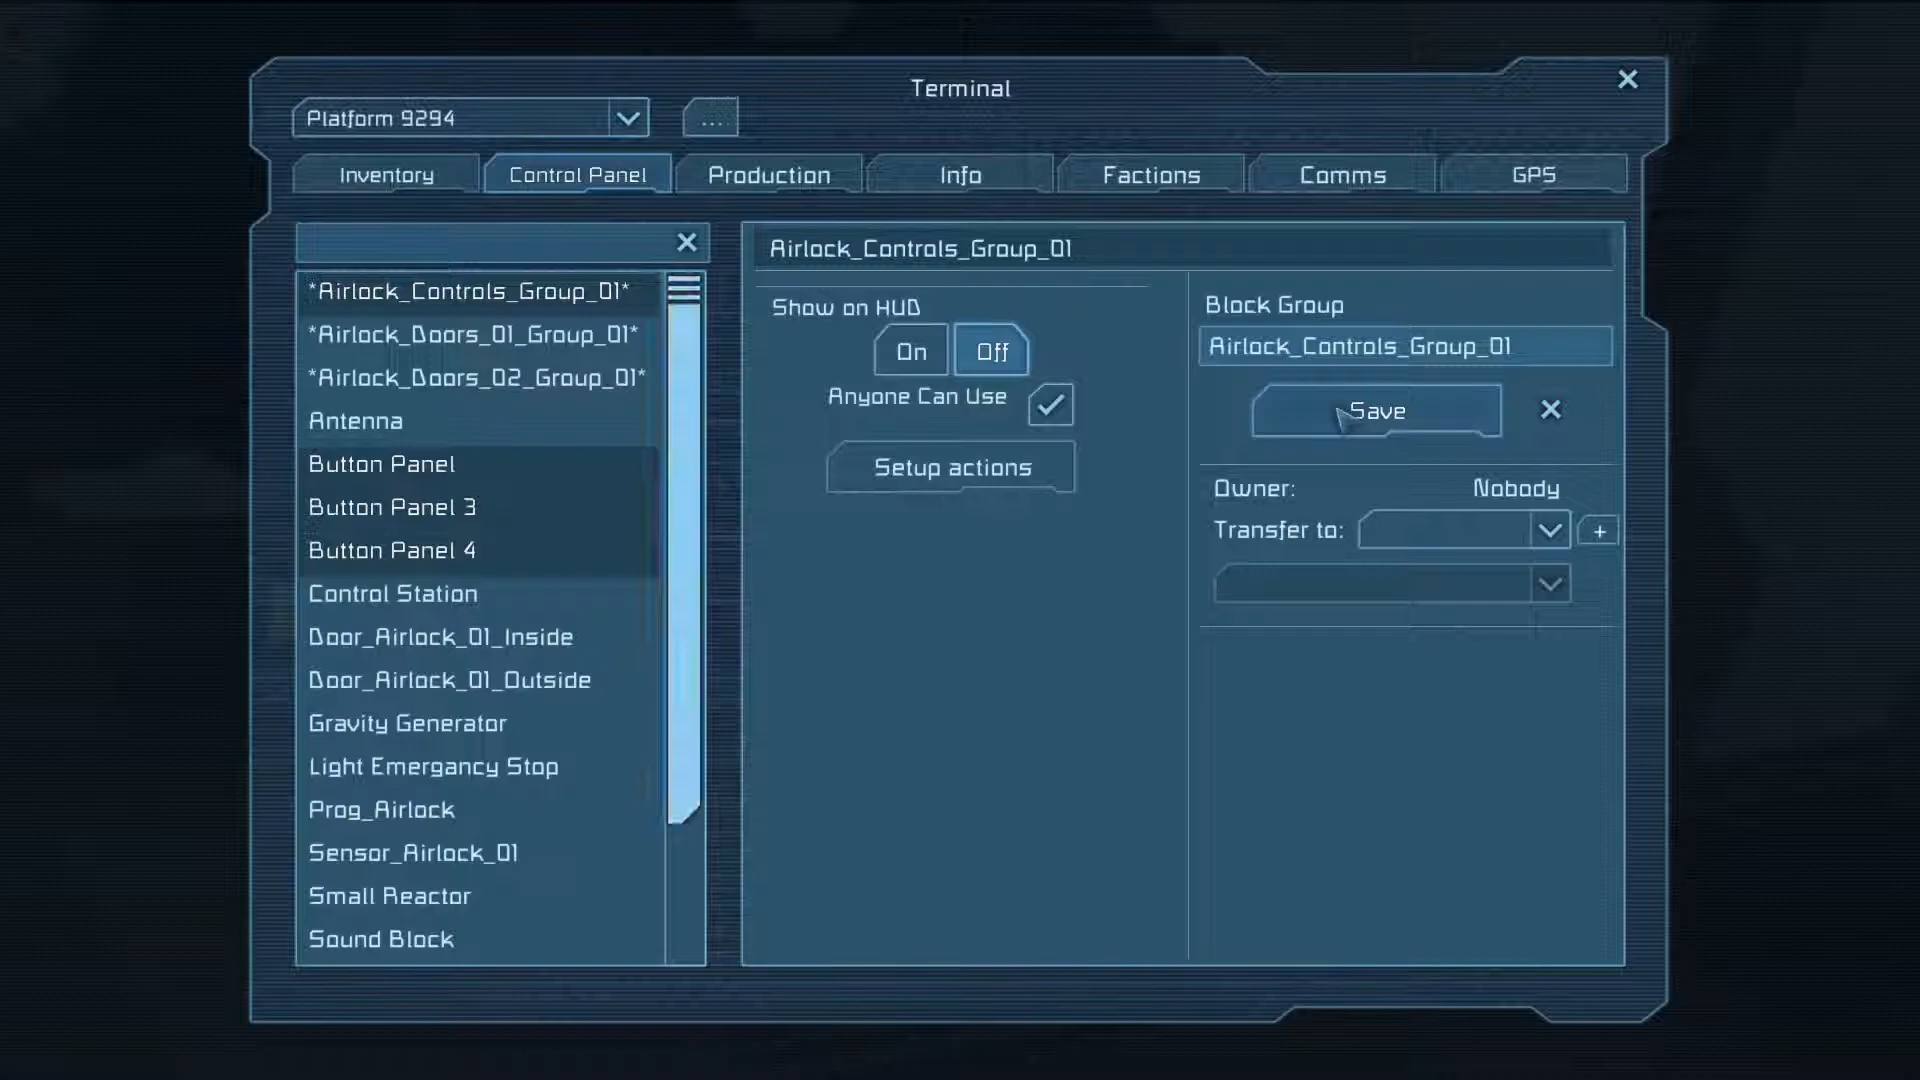 Terminal
Platform 9294
...
Inventory
Control Panel
Production
Info
Factions
Comms
GPS
*Airlock_Controls_Group_01*
*Airlock_Doors_01_Group_01*
*Airlock_Doors_02_Group_01*
Antenna
Button Panel
Button Panel 3
Button Panel 4
Control Station
Door_Airlock_01_Inside
Door_Airlock_01_Outside
Gravity Generator
Light Emergancy Stop
Prog_Airlock
Sensor_Airlock_01
Small Reactor
Sound Block
Airlock_Controls_Group_01
Show on HUD
On
Off
Anyone Can Use
Setup actions
Block Group
Airlock_Controls_Group_01
Save
Owner: Nobody
Transfer to:
+